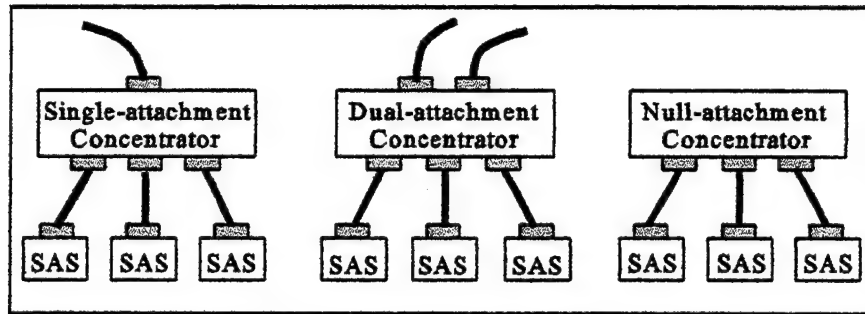 Single-attachment
Concentrator
Dual-attachment
Concentrator
Null-attachment
Concentrator
SAS SAS SAS
SAS SAS SAS
SAS SAS SAS